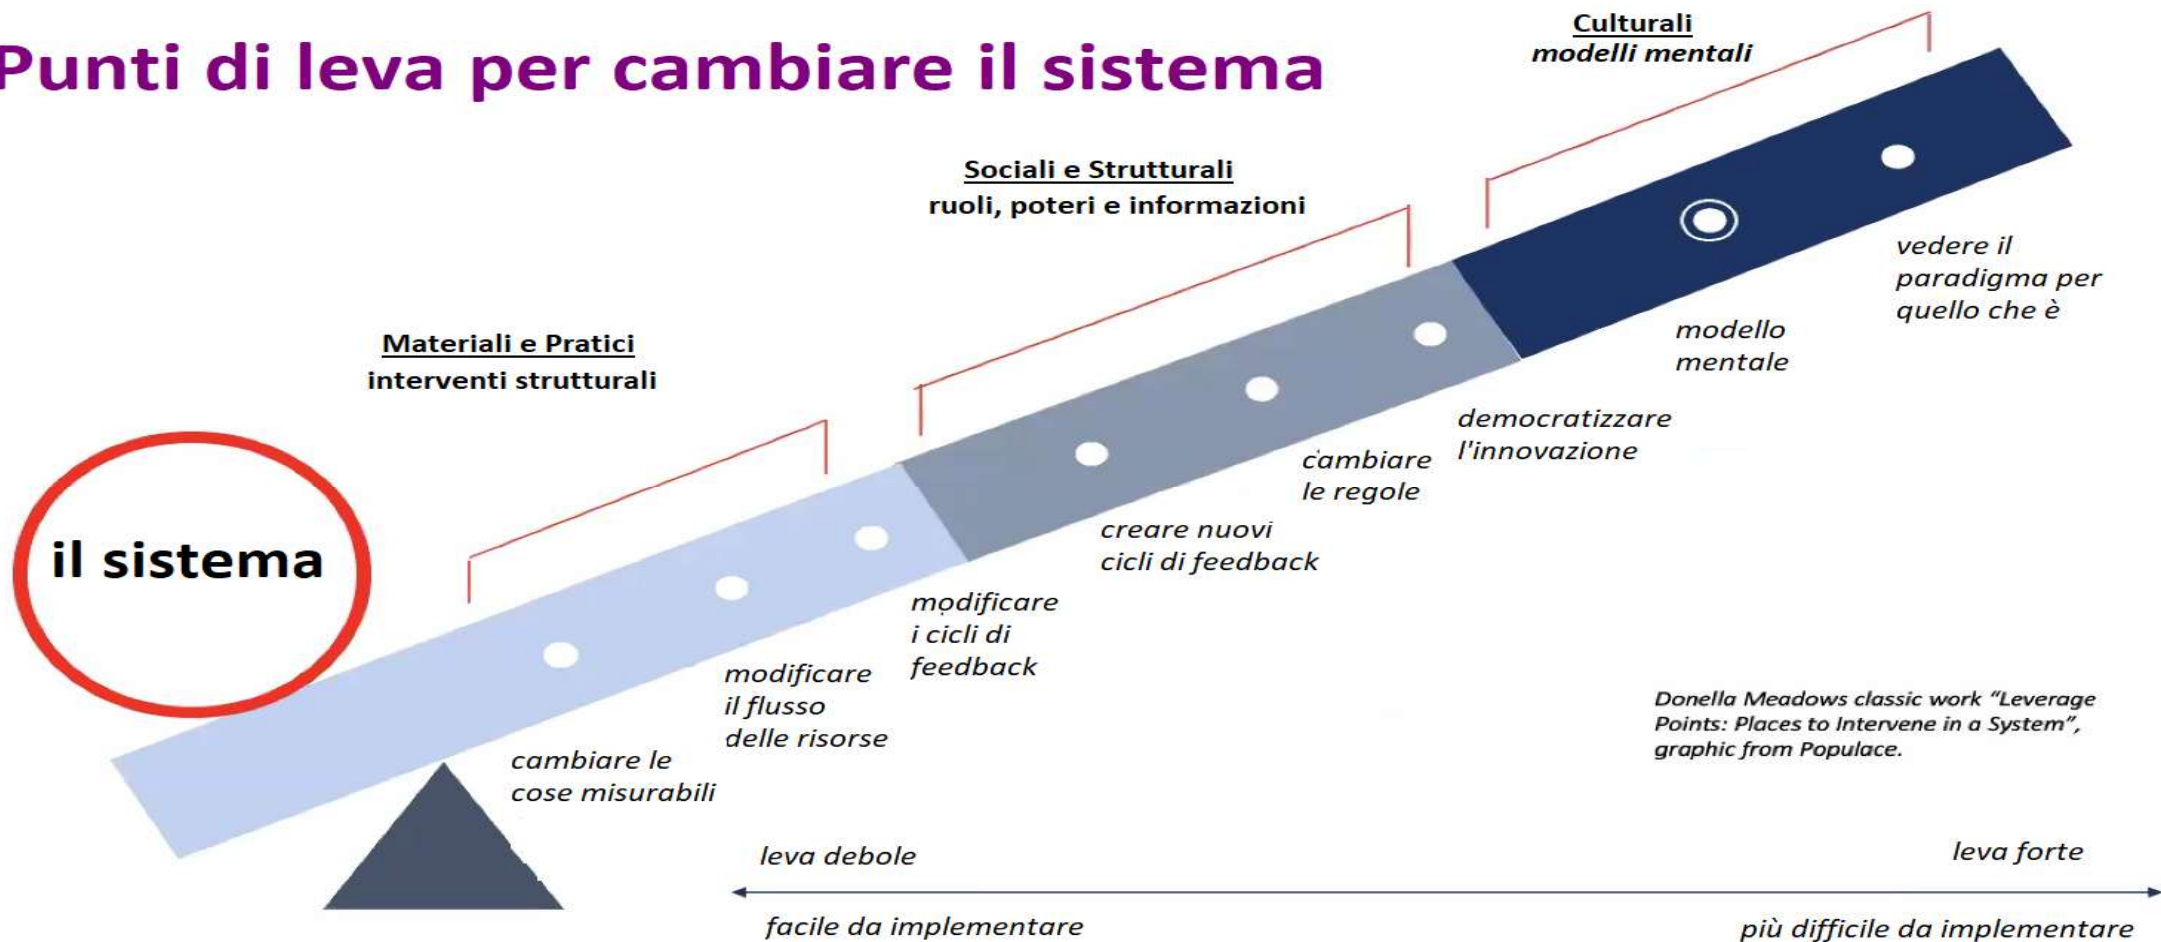 Punti di leva per cambiare il sistema
Culturali
modelli mentali
Sociali e Strutturali
ruoli, poteri e informazioni
Materiali e Pratici
interventi strutturali
il sistema
cambiare le
cose misurabili
modificare
il flusso
delle risorse
modificare
i cicli di
feedback
creare nuovi
cicli di feedback
cambiare
le regole
democratizzare
l'innovazione
modello
mentale
vedere il
paradigma per
quello che è
Donella Meadows classic work “Leverage
Points: Places to Intervene in a System”,
graphic from Populace.
leva debole
leva forte
facile da implementare
più difficile da implementare